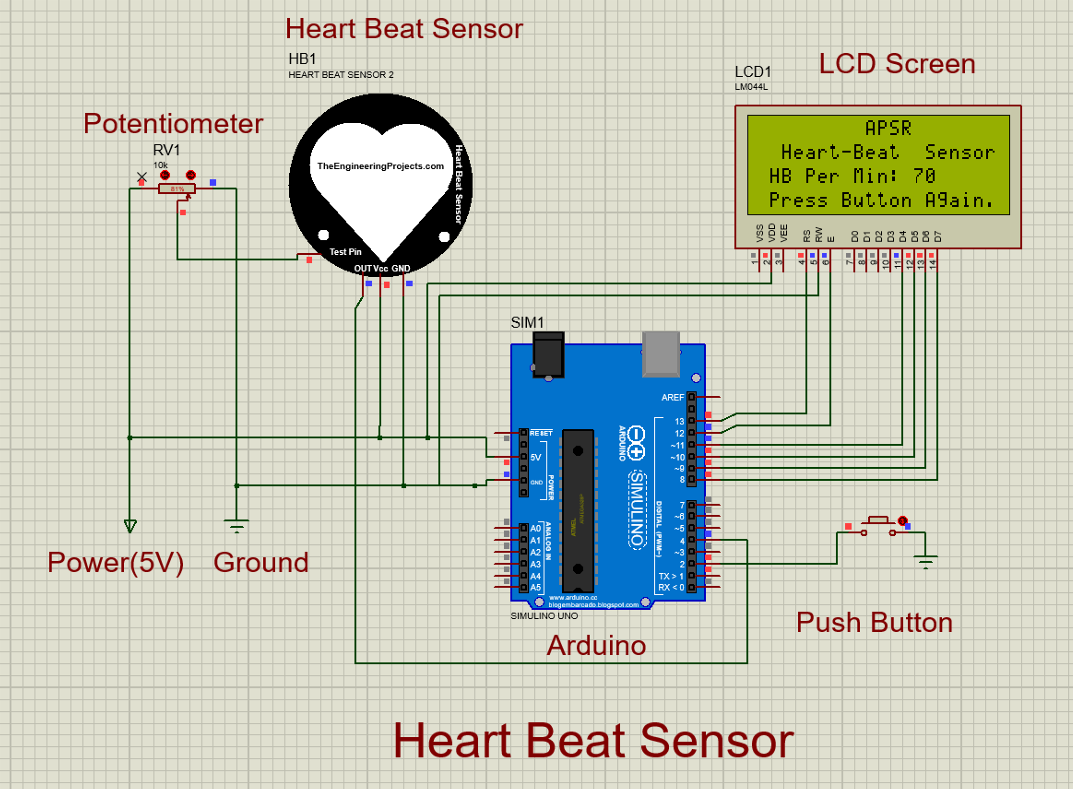 Heart Beat Sensor
HB1
HEART BEAT SENSOR 2
LCD Screen
LCD1
LM044L
Potentiometer
RV1
10k
81%
TheEngineeringProjects.com
Heart Beat Sensor
Test Pin
OUT Vcc GND
APSR
Heart-Beat Sensor
HB Per Min: 70
Press Button Again.
VSS
VDD
VEE
RS
RW
E
D0
D1
D2
D3
D4
D5
D6
D7
1
2
3
4
5
6
7
8
9
10
11
12
13
14
SIM1
AREF
13
12
~11
~10
~9
8
7
~6
~5
4
~3
2
TX > 1
RX < 0
RESET
5V
GND
POWER
A0
A1
A2
A3
A4
A5
ANALOG IN
ARDUINO
SIMULINO
DIGITAL (PWM~)
ATMEL
www.arduino.cc
blogembarcado.blogspot.com
SIMULINO UNO
Arduino
Power(5V)
Ground
Push Button
Heart Beat Sensor